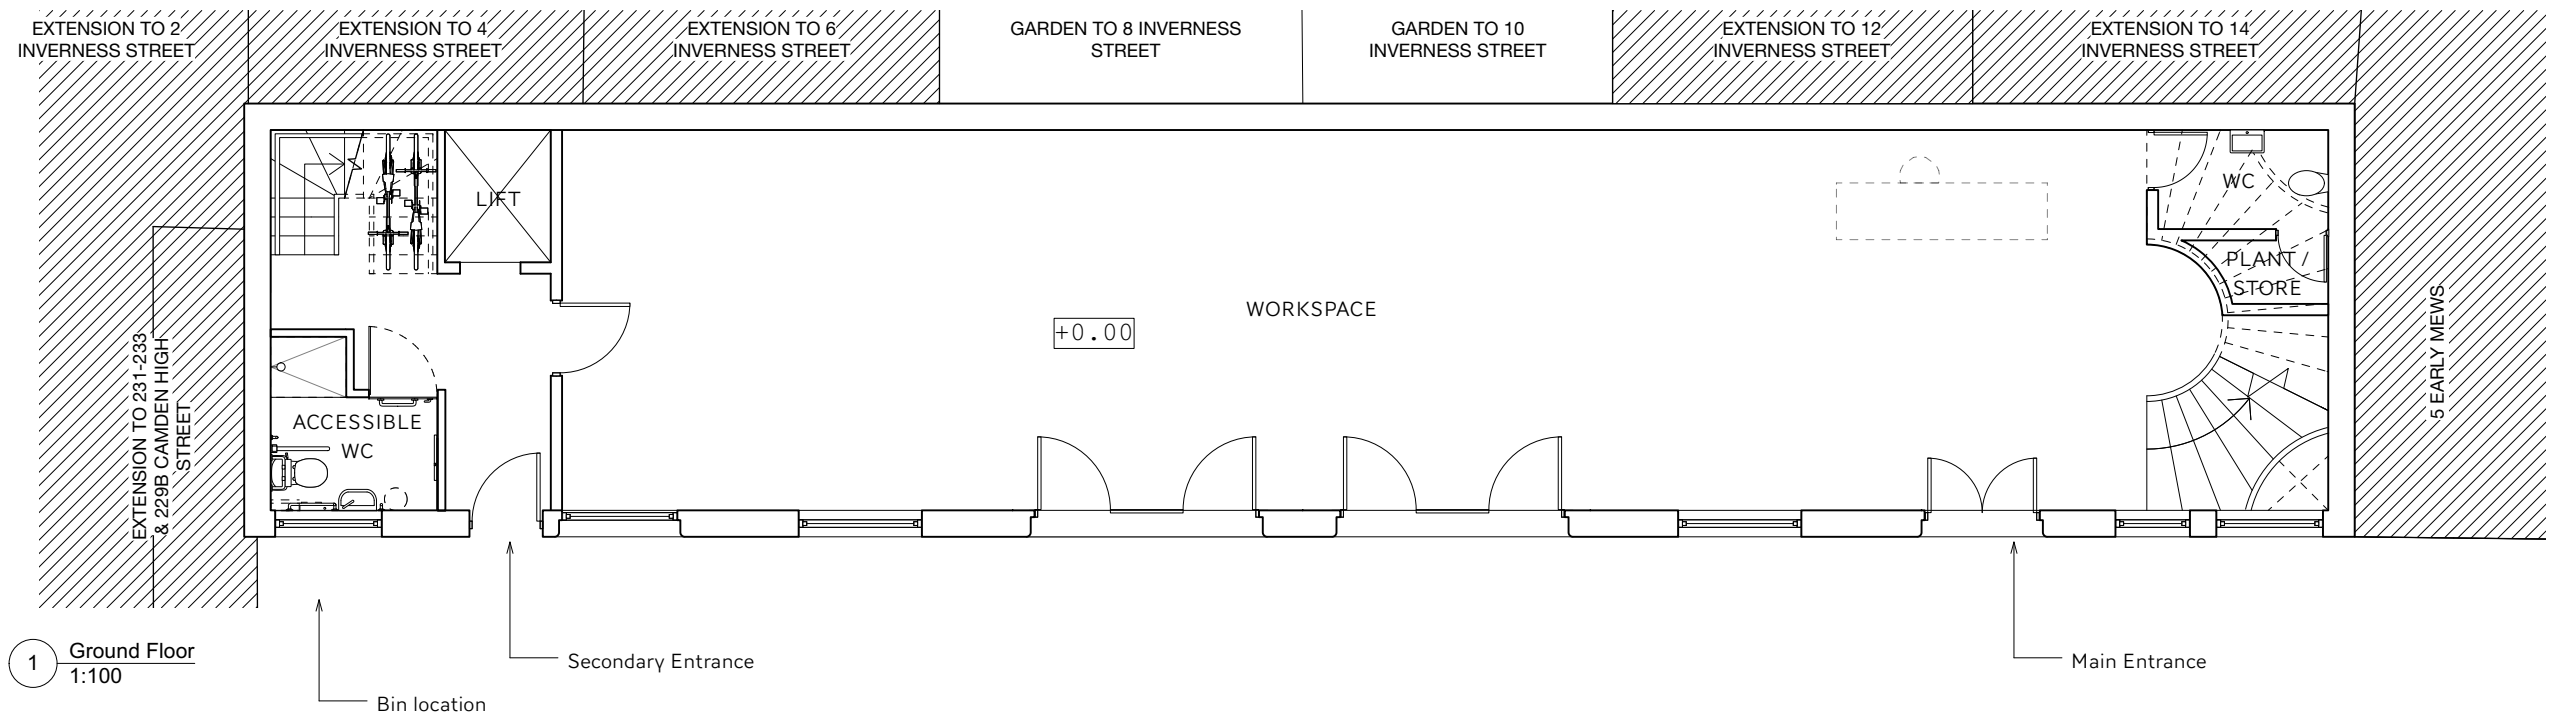 EXTENSION TO 2
INVERNESS STREET
EXTENSION TO 4
INVERNESS STREET
EXTENSION TO 6
INVERNESS STREET
GARDEN TO 8 INVERNESS
STREET
GARDEN TO 10
INVERNESS STREET
EXTENSION TO 12
INVERNESS STREET
EXTENSION TO 14
INVERNESS STREET
LIFT
WC
PLANT /
STORE
WORKSPACE
+0.00
EXTENSION TO 231-233
& 229B CAMDEN HIGH
STREET
5 EARLY MEWS
ACCESSIBLE
WC
1
Ground Floor
1:100
Secondary Entrance
Main Entrance
Bin location